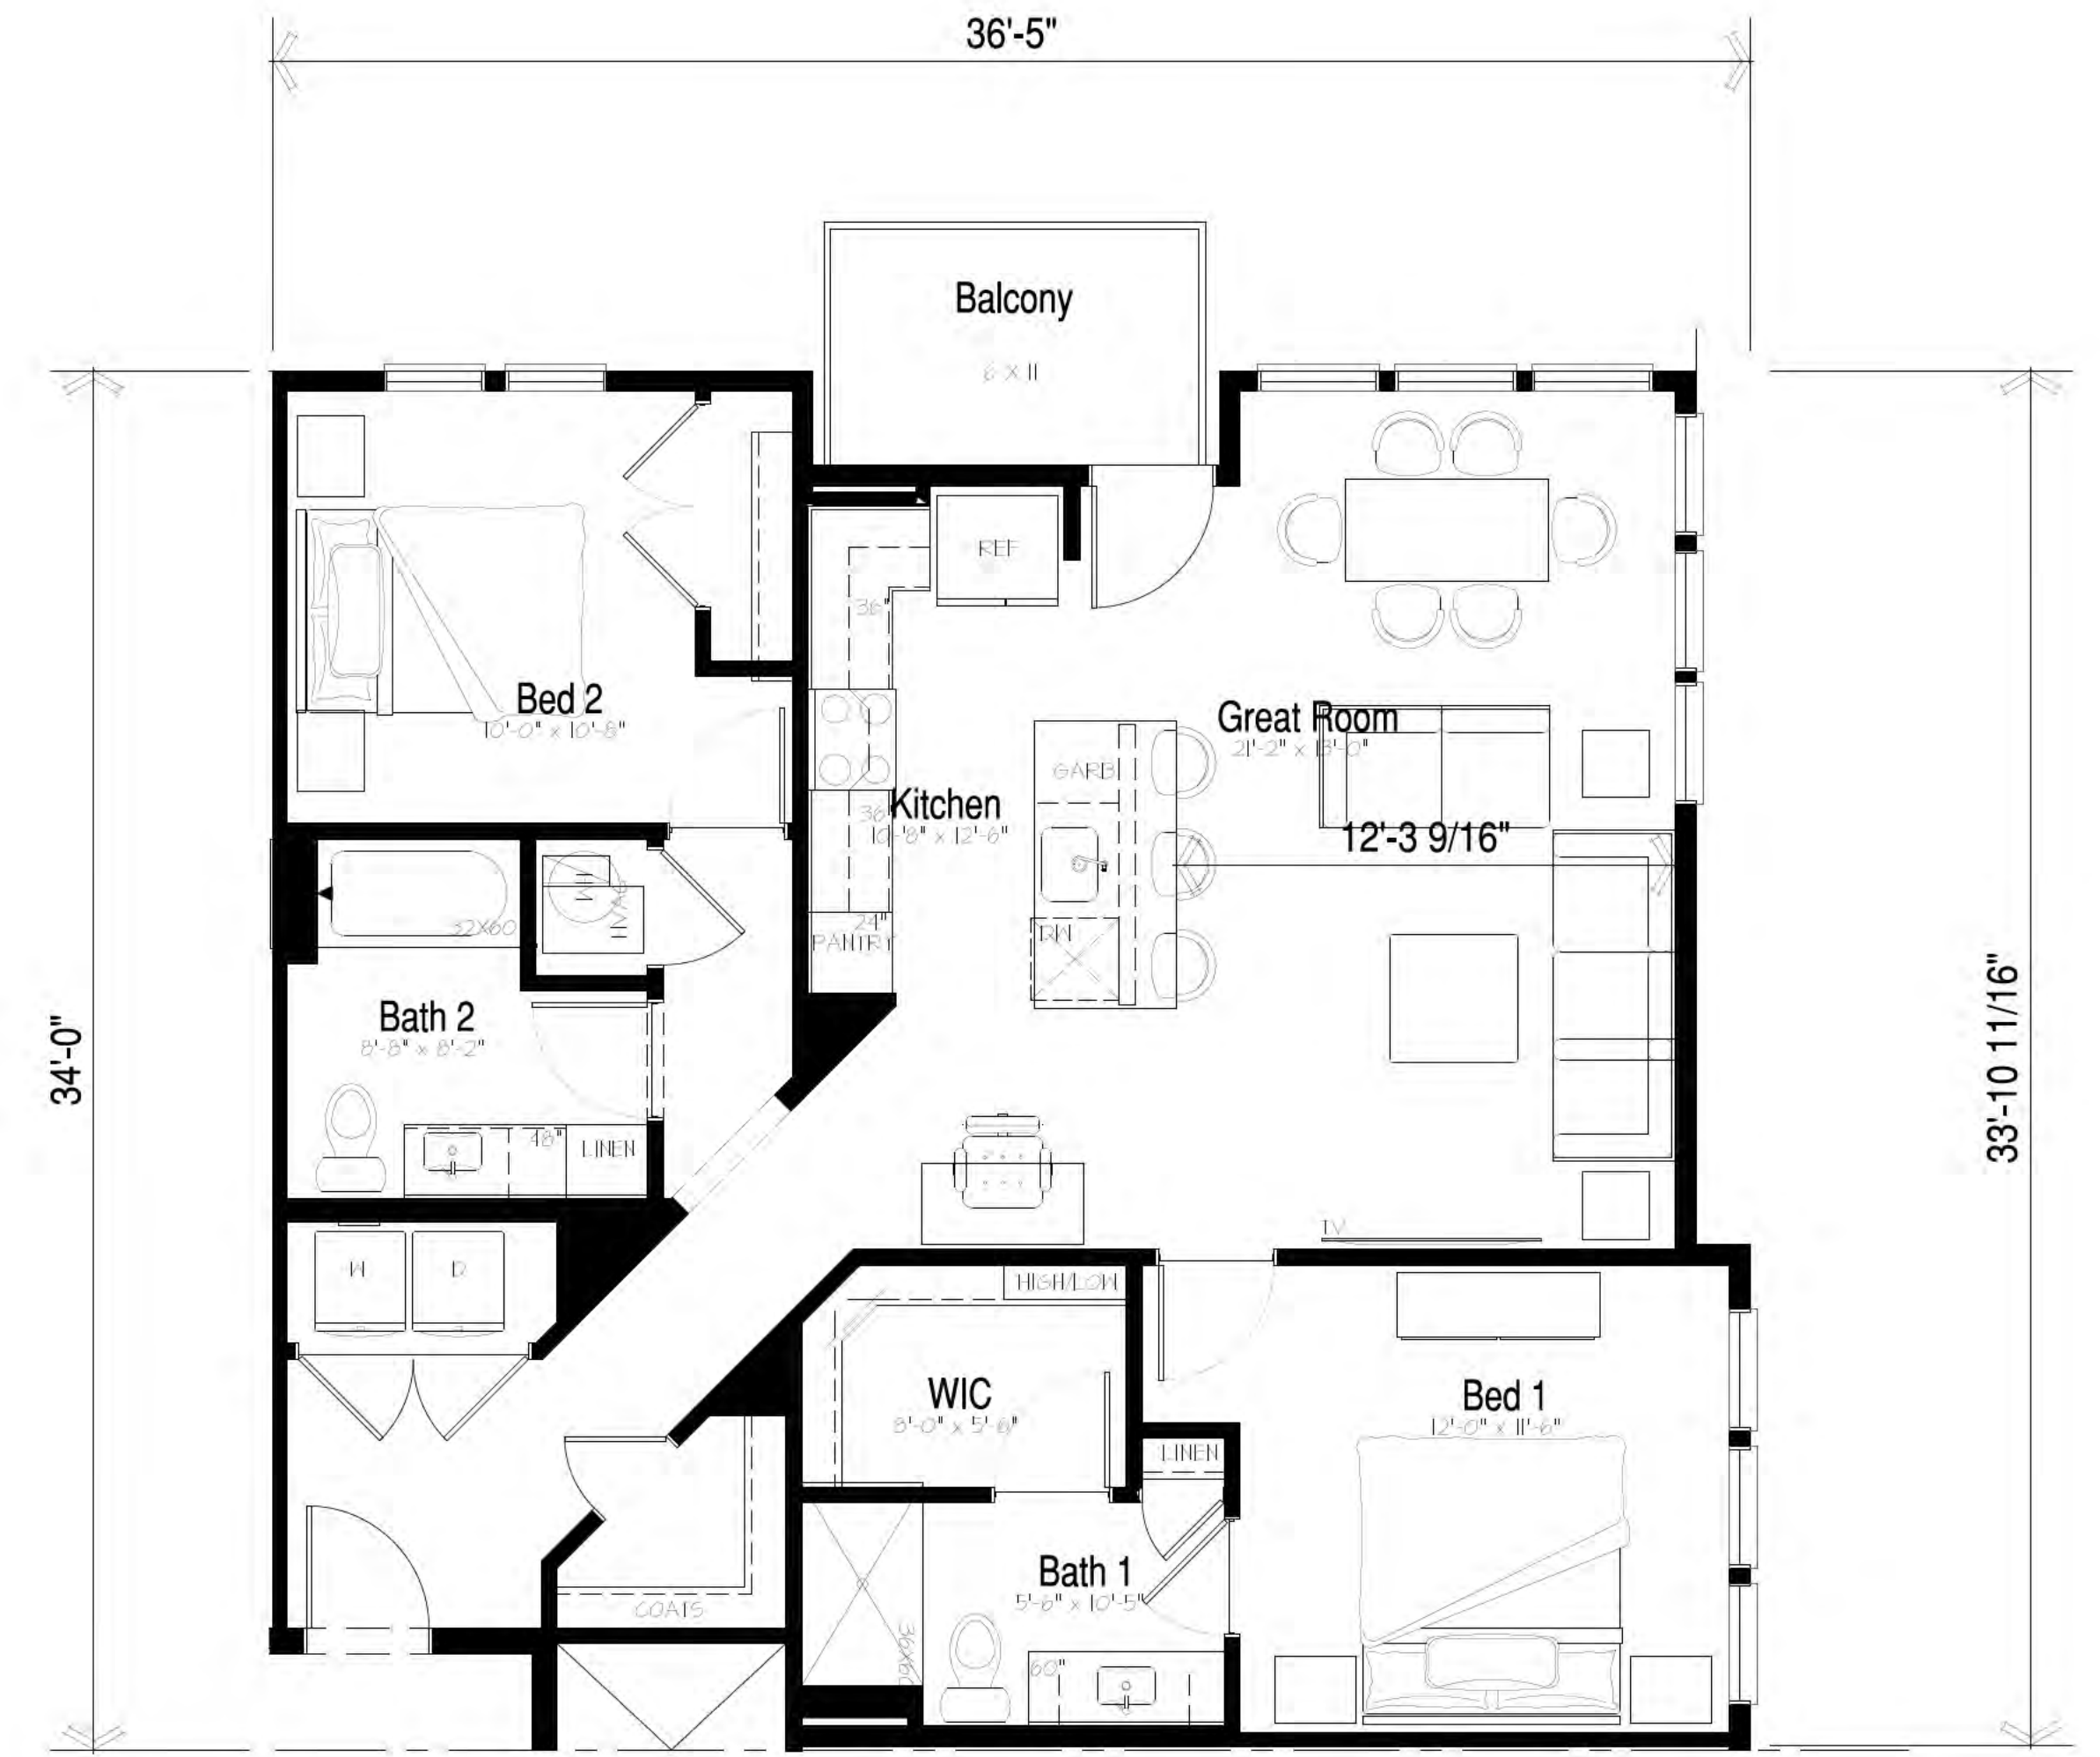 36'-5"
Balcony
6 X 11
REF
36"
Bed 2
10'-0" x 10'-8"
Great Room
21'-2" x 13'-0"
GARB
Kitchen
36"
10'-8" x 12'-6"
12'-3 9/16"
HVAC
32X60
24"
PANTRY
DW
Bath 2
8'-8" x 8'-2"
34'-0"
33'-10 11/16"
48"
LINEN
TV
W
D
HIGH/LOW
WIC
8'-0" x 5'-6"
Bed 1
12'-0" x 11'-6"
LINEN
Bath 1
5'-6" x 10'-5"
COATS
36X60
60"